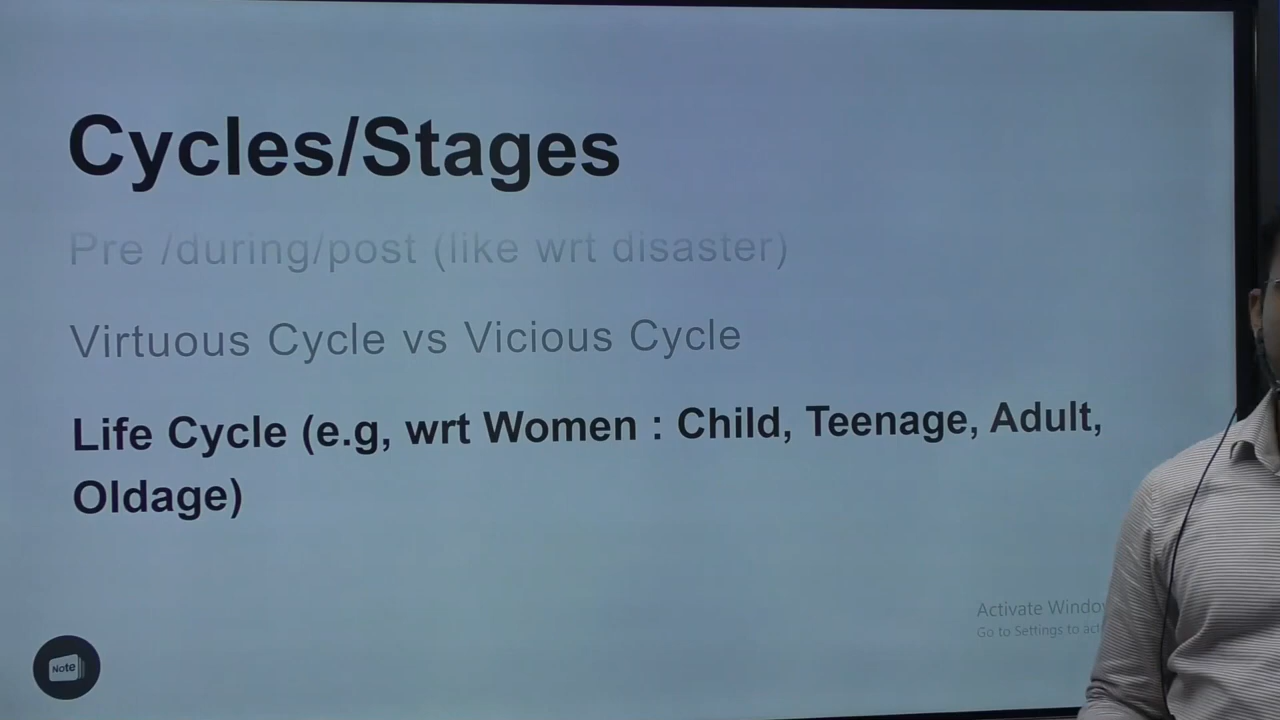 Cycles/Stages
Pre /during/post (like wrt disaster)
Virtuous Cycle vs Vicious Cycle
Life Cycle (e.g, wrt Women : Child, Teenage, Adult,
Oldage)
Activate Windo
Go to Settings to act
Note